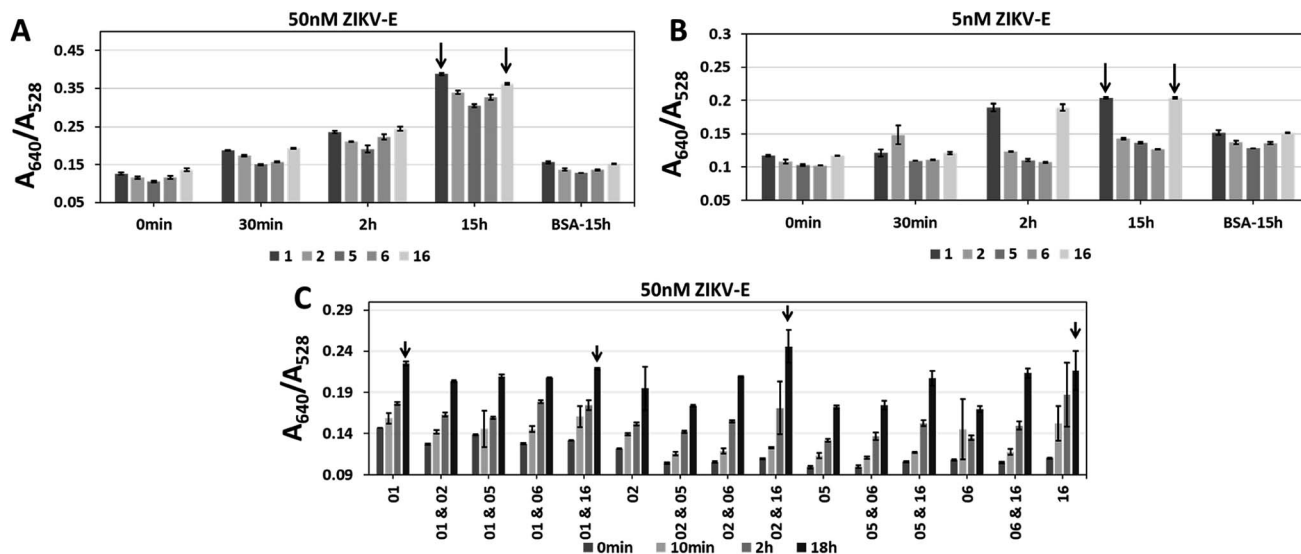 A
50nM ZIKV-E
A640/A528
0.45
0.35
0.25
0.15
0.05
0min 30min 2h 15h BSA-15h
1 2 5 6 16
B
5nM ZIKV-E
A640/A528
0.3
0.25
0.2
0.15
0.1
0.05
0min 30min 2h 15h BSA-15h
1 2 5 6 16
C
50nM ZIKV-E
A640/A528
0.29
0.24
0.19
0.14
0.09
01
01 & 02
01 & 05
01 & 06
01 & 16
02
02 & 05
02 & 06
02 & 16
05
05 & 06
05 & 16
06
06 & 16
16
0min 10min 2h 18h